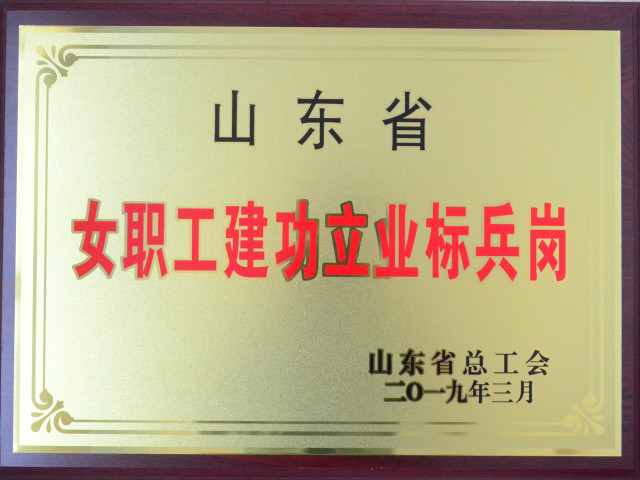 山东省
女职工建功立业标兵岗
山东省总工会
二〇一九年三月